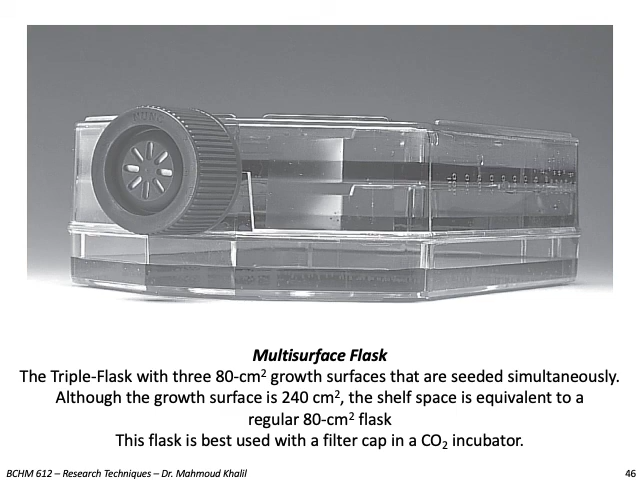 NUNC
Multisurface Flask
The Triple-Flask with three 80-cm² growth surfaces that are seeded simultaneously.
Although the growth surface is 240 cm², the shelf space is equivalent to a
regular 80-cm² flask
This flask is best used with a filter cap in a CO₂ incubator.
BCHM 612 – Research Techniques – Dr. Mahmoud Khalil
46